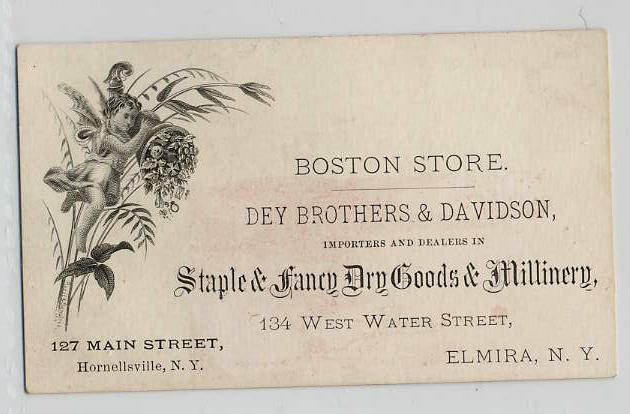 BOSTON STORE.
DEY BROTHERS & DAVIDSON,
IMPORTERS AND DEALERS IN
Staple & Fancy Dry Goods & Millinery,
134 WEST WATER STREET,
ELMIRA, N. Y.
127 MAIN STREET,
Hornellsville, N. Y.